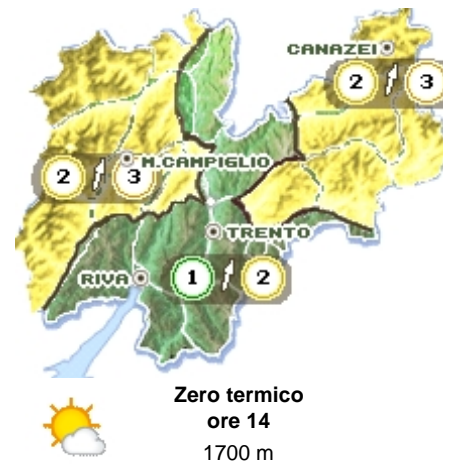 CANAZEI
2 3
M.CAMPIGLIO
2 3
TRENTO
RIVA
1 2
Zero termico
ore 14
1700 m